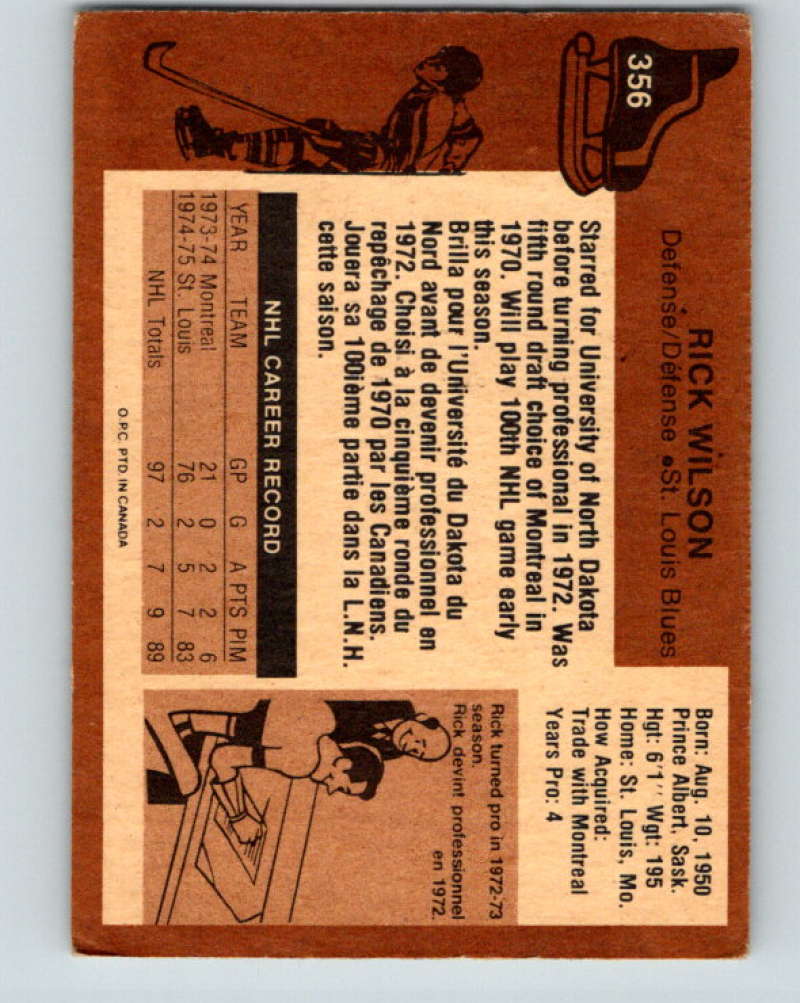 356
RICK WILSON
Defense/Défense • St. Louis Blues
Born: Aug. 10, 1950
Prince Albert, Sask.
Hgt: 6'1" Wgt: 195
Home: St. Louis, Mo.
How Acquired:
Trade with Montreal
Years Pro: 4
Starred for University of North Dakota
before turning professional in 1972. Was
fifth round draft choice of Montreal in
1970. Will play 100th NHL game early
this season.
Brilla pour l'Université du Dakota du
Nord avant de devenir professionnel en
1972. Choisi à la cinquième ronde du
repêchage de 1970 par les Canadiens.
Jouera sa 100ième partie dans la L.N.H.
cette saison.
NHL CAREER RECORD
YEAR TEAM GP G A PTS PIM
1973-74 Montreal 21 0 2 2 6
1974-75 St. Louis 76 2 5 7 83
NHL Totals 97 2 7 9 89
Rick turned pro in 1972-73
season.
Rick devint professionnel
en 1972.
O.P.C. PTD. IN CANADA